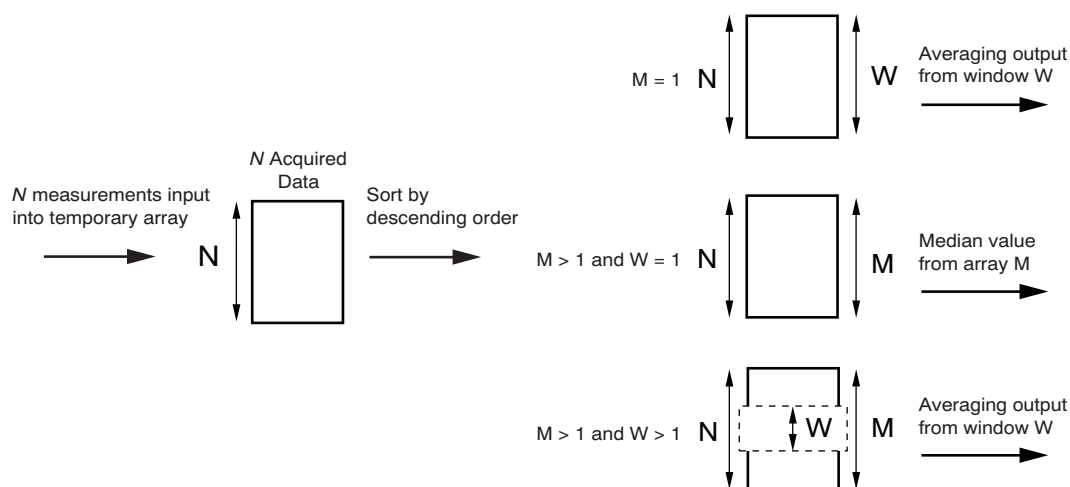 N measurements input
into temporary array
N
N Acquired
Data
Sort by
descending order
M = 1
N
W
Averaging output
from window W
M > 1 and W = 1
N
M
Median value
from array M
M > 1 and W > 1
N
W
M
Averaging output
from window W